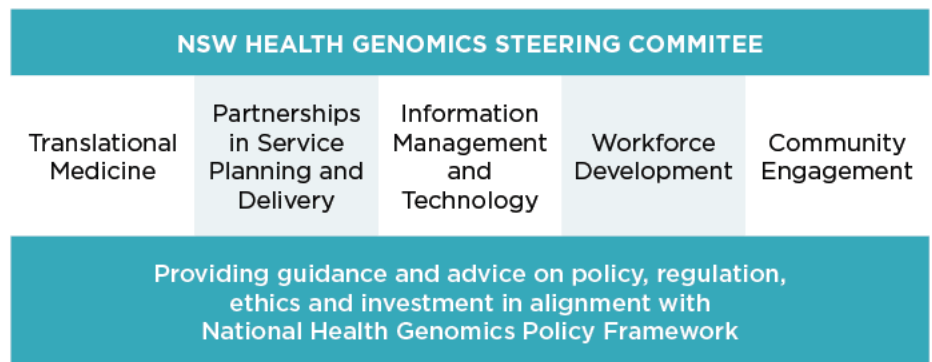 NSW HEALTH GENOMICS STEERING COMMITEE
Translational
Medicine
Partnerships
in Service
Planning and
Delivery
Information
Management
and
Technology
Workforce
Development
Community
Engagement
Providing guidance and advice on policy, regulation,
ethics and investment in alignment with
National Health Genomics Policy Framework